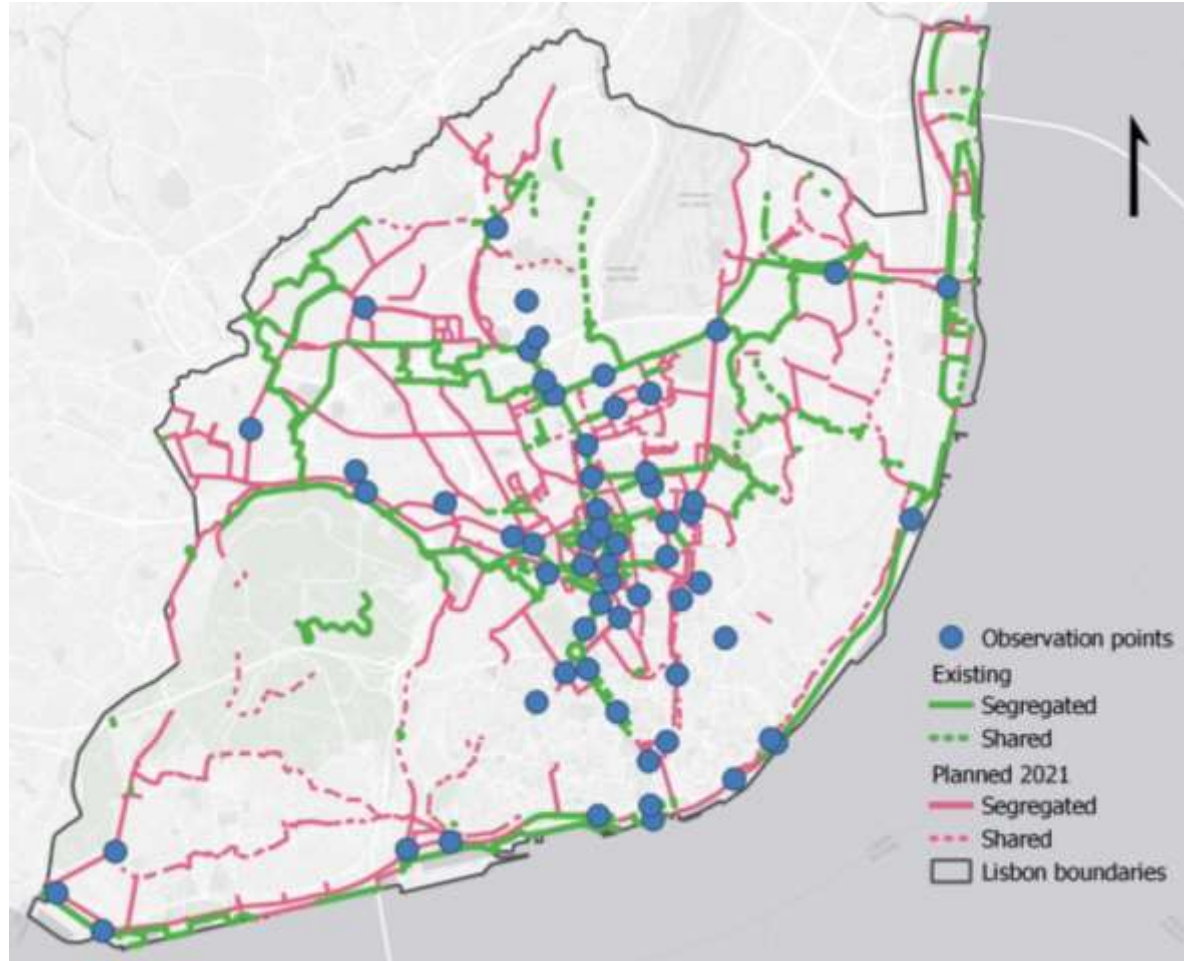 Observation points
Existing
Segregated
Shared
Planned 2021
Segregated
Shared
Lisbon boundaries